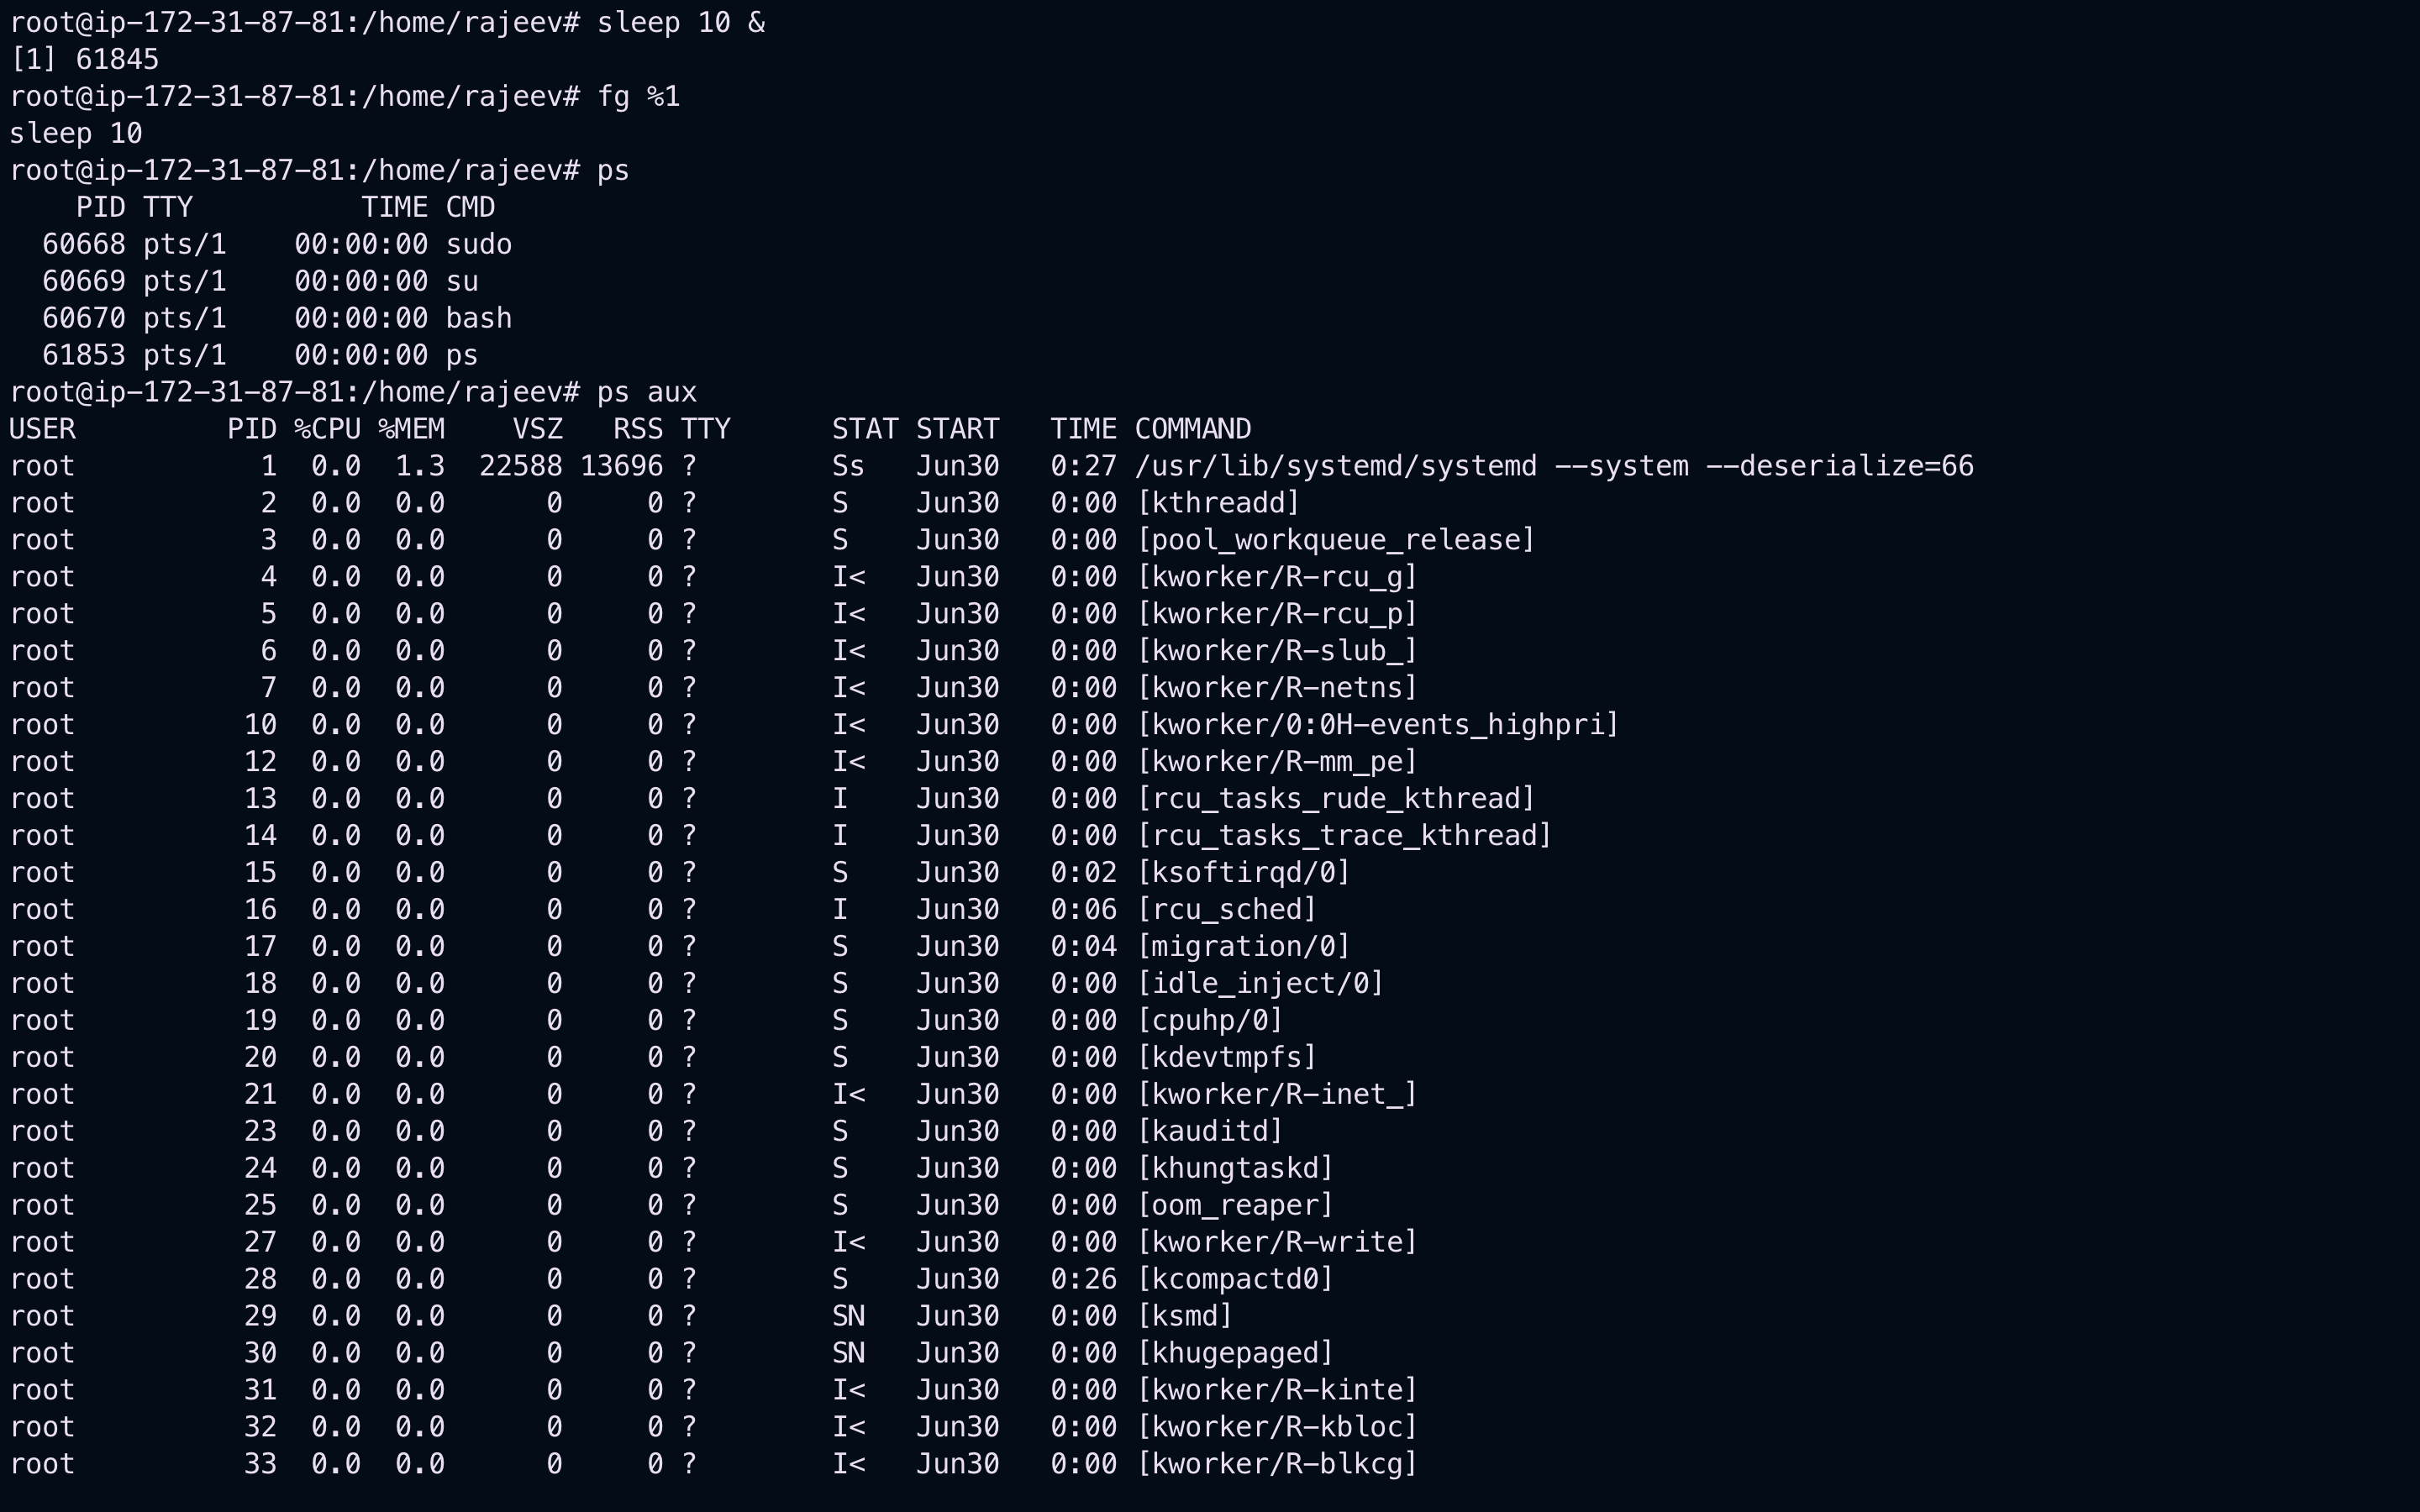 root@ip-172-31-87-81:/home/rajeev# sleep 10 &
[1] 61845
root@ip-172-31-87-81:/home/rajeev# fg %1
sleep 10
root@ip-172-31-87-81:/home/rajeev# ps
    PID TTY          TIME CMD
  60668 pts/1    00:00:00 sudo
  60669 pts/1    00:00:00 su
  60670 pts/1    00:00:00 bash
  61853 pts/1    00:00:00 ps
root@ip-172-31-87-81:/home/rajeev# ps aux
USER         PID %CPU %MEM    VSZ   RSS TTY      STAT START   TIME COMMAND
root           1  0.0  1.3  22588 13696 ?        Ss   Jun30   0:27 /usr/lib/systemd/systemd --system --deserialize=66
root           2  0.0  0.0      0     0 ?        S    Jun30   0:00 [kthreadd]
root           3  0.0  0.0      0     0 ?        S    Jun30   0:00 [pool_workqueue_release]
root           4  0.0  0.0      0     0 ?        I<   Jun30   0:00 [kworker/R-rcu_g]
root           5  0.0  0.0      0     0 ?        I<   Jun30   0:00 [kworker/R-rcu_p]
root           6  0.0  0.0      0     0 ?        I<   Jun30   0:00 [kworker/R-slub_]
root           7  0.0  0.0      0     0 ?        I<   Jun30   0:00 [kworker/R-netns]
root          10  0.0  0.0      0     0 ?        I<   Jun30   0:00 [kworker/0:0H-events_highpri]
root          12  0.0  0.0      0     0 ?        I<   Jun30   0:00 [kworker/R-mm_pe]
root          13  0.0  0.0      0     0 ?        I    Jun30   0:00 [rcu_tasks_rude_kthread]
root          14  0.0  0.0      0     0 ?        I    Jun30   0:00 [rcu_tasks_trace_kthread]
root          15  0.0  0.0      0     0 ?        S    Jun30   0:02 [ksoftirqd/0]
root          16  0.0  0.0      0     0 ?        I    Jun30   0:06 [rcu_sched]
root          17  0.0  0.0      0     0 ?        S    Jun30   0:04 [migration/0]
root          18  0.0  0.0      0     0 ?        S    Jun30   0:00 [idle_inject/0]
root          19  0.0  0.0      0     0 ?        S    Jun30   0:00 [cpuhp/0]
root          20  0.0  0.0      0     0 ?        S    Jun30   0:00 [kdevtmpfs]
root          21  0.0  0.0      0     0 ?        I<   Jun30   0:00 [kworker/R-inet_]
root          23  0.0  0.0      0     0 ?        S    Jun30   0:00 [kauditd]
root          24  0.0  0.0      0     0 ?        S    Jun30   0:00 [khungtaskd]
root          25  0.0  0.0      0     0 ?        S    Jun30   0:00 [oom_reaper]
root          27  0.0  0.0      0     0 ?        I<   Jun30   0:00 [kworker/R-write]
root          28  0.0  0.0      0     0 ?        S    Jun30   0:26 [kcompactd0]
root          29  0.0  0.0      0     0 ?        SN   Jun30   0:00 [ksmd]
root          30  0.0  0.0      0     0 ?        SN   Jun30   0:00 [khugepaged]
root          31  0.0  0.0      0     0 ?        I<   Jun30   0:00 [kworker/R-kinte]
root          32  0.0  0.0      0     0 ?        I<   Jun30   0:00 [kworker/R-kbloc]
root          33  0.0  0.0      0     0 ?        I<   Jun30   0:00 [kworker/R-blkcg]